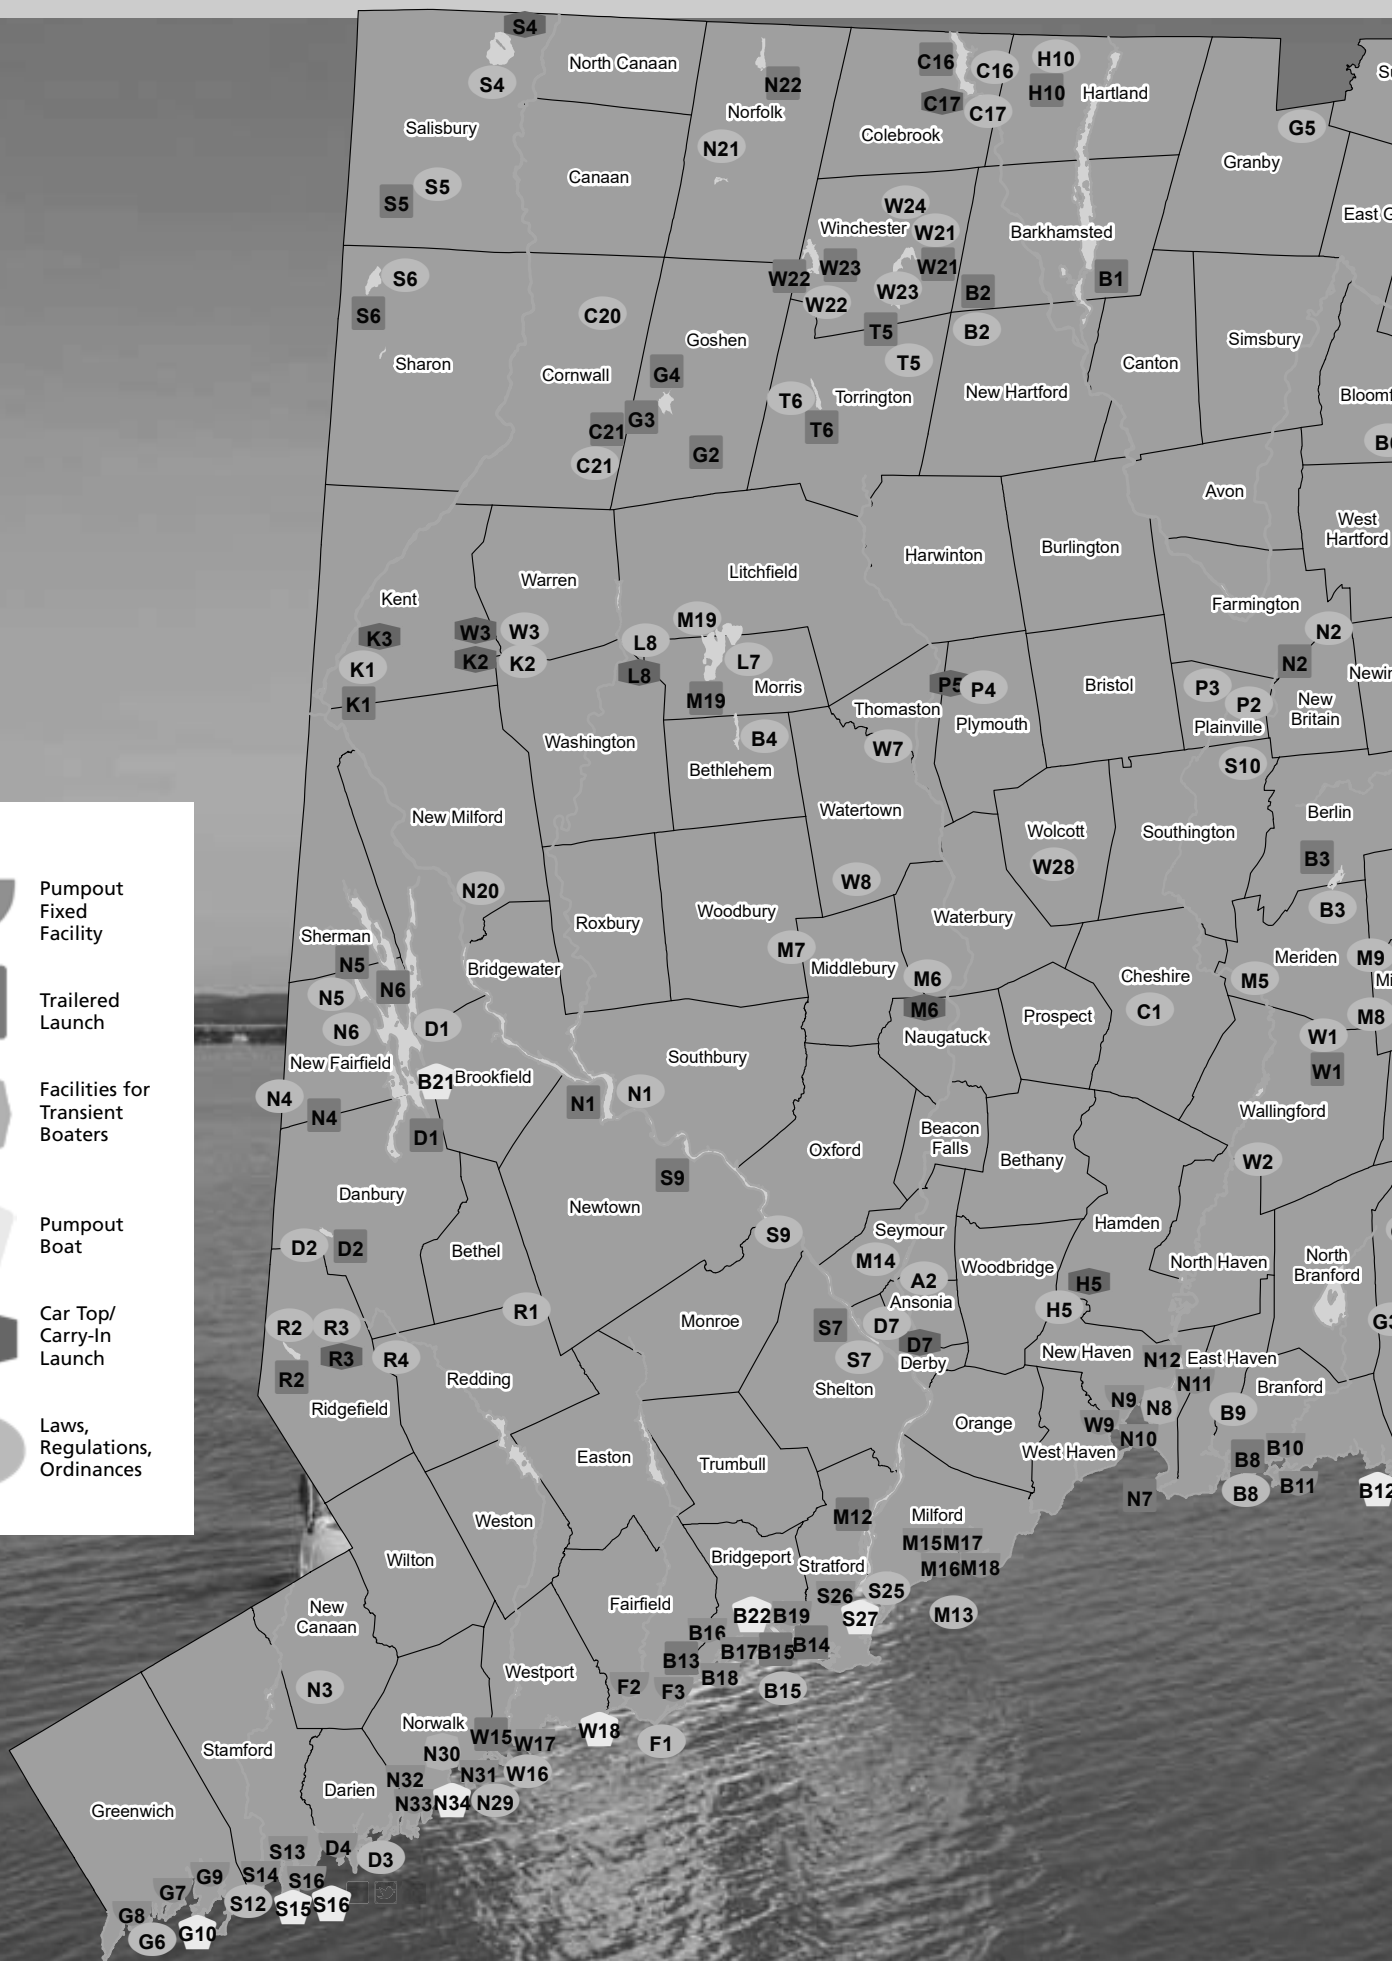 S4
North Canaan
C16
C16
H10
S4
N22
H10
Hartland
Norfolk
C17
C17
Salisbury
Colebrook
G5
N21
Granby
Canaan
S5
S5
W24
East G
Winchester
W21
Barkhamsted
S6
W22
W23
W21
B1
W23
B2
W22
S6
C20
T5
B2
Goshen
Simsbury
Sharon
T5
Canton
Cornwall
G4
T6
Torrington
New Hartford
Bloomf
G3
C21
T6
G2
C21
Avon
West
Hartford
Harwinton
Burlington
Litchfield
Warren
Kent
Farmington
M19
K3
W3
W3
L8
N2
K1
K2
K2
L7
N2
L8
Morris
P5
P4
Bristol
P3
K1
M19
P2
New
Britain
Thomaston
Plymouth
Plainville
Washington
B4
W7
Bethlehem
S10
New Milford
Watertown
Wolcott
Southington
Berlin
W28
B3
Pumpout
Fixed
Facility
N20
W8
B3
Roxbury
Woodbury
Waterbury
Sherman
M7
Meriden
M9
N5
Bridgewater
Middlebury
M6
Cheshire
M5
Mi
N5
N6
Trailered
Launch
M6
C1
M8
N6
D1
Naugatuck
Prospect
W1
New Fairfield
Southbury
B21
Brookfield
W1
N4
N1
N1
Facilities for
Transient
Boaters
N4
Wallingford
D1
Beacon
Falls
Oxford
Bethany
W2
S9
Danbury
Newtown
Pumpout
Boat
Seymour
Hamden
S9
D2
D2
Bethel
M14
Woodbridge
North Haven
North
Branford
A2
H5
Ansonia
H5
Car Top/
Carry-In
Launch
R1
Monroe
R2
R3
S7
D7
D7
New Haven
N12
East Haven
R3
R4
S7
Derby
R2
Redding
Shelton
N11
Branford
Ridgefield
N9
N8
B9
Orange
W9
N10
Laws,
Regulations,
Ordinances
West Haven
B10
Easton
Trumbull
B8
N7
B8
B11
B12
M12
Weston
Milford
M15
M17
Wilton
Bridgeport
Stratford
M16
M18
New
Canaan
Fairfield
S26
S25
B22
B19
S27
M13
B16
B17
B15
B14
Westport
B13
B18
N3
F2
F3
B15
Norwalk
W15
W17
W18
F1
Stamford
N30
N32
N31
W16
Darien
N33
N34
N29
Greenwich
S13
D4
D3
G9
S14
S16
G7
S12
S15
S16
G8
G10
G6